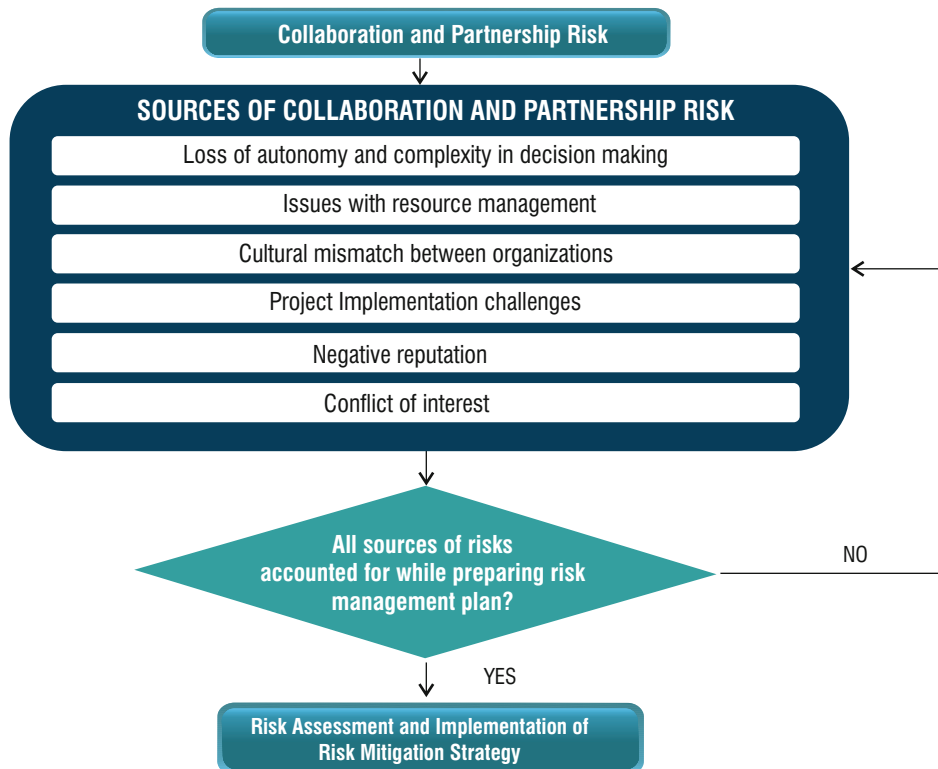 Collaboration and Partnership Risk
SOURCES OF COLLABORATION AND PARTNERSHIP RISK
Loss of autonomy and complexity in decision making
Issues with resource management
Cultural mismatch between organizations
Project Implementation challenges
Negative reputation
Conflict of interest
All sources of risks
accounted for while preparing risk
management plan?
NO
YES
Risk Assessment and Implementation of
Risk Mitigation Strategy